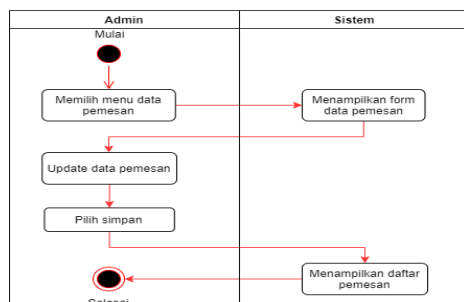 Admin
Sistem
Mulai
Memilih menu data
pemesan
Menampilkan form
data pemesan
Update data pemesan
Pilih simpan
Menampilkan daftar
pemesan
Selesai